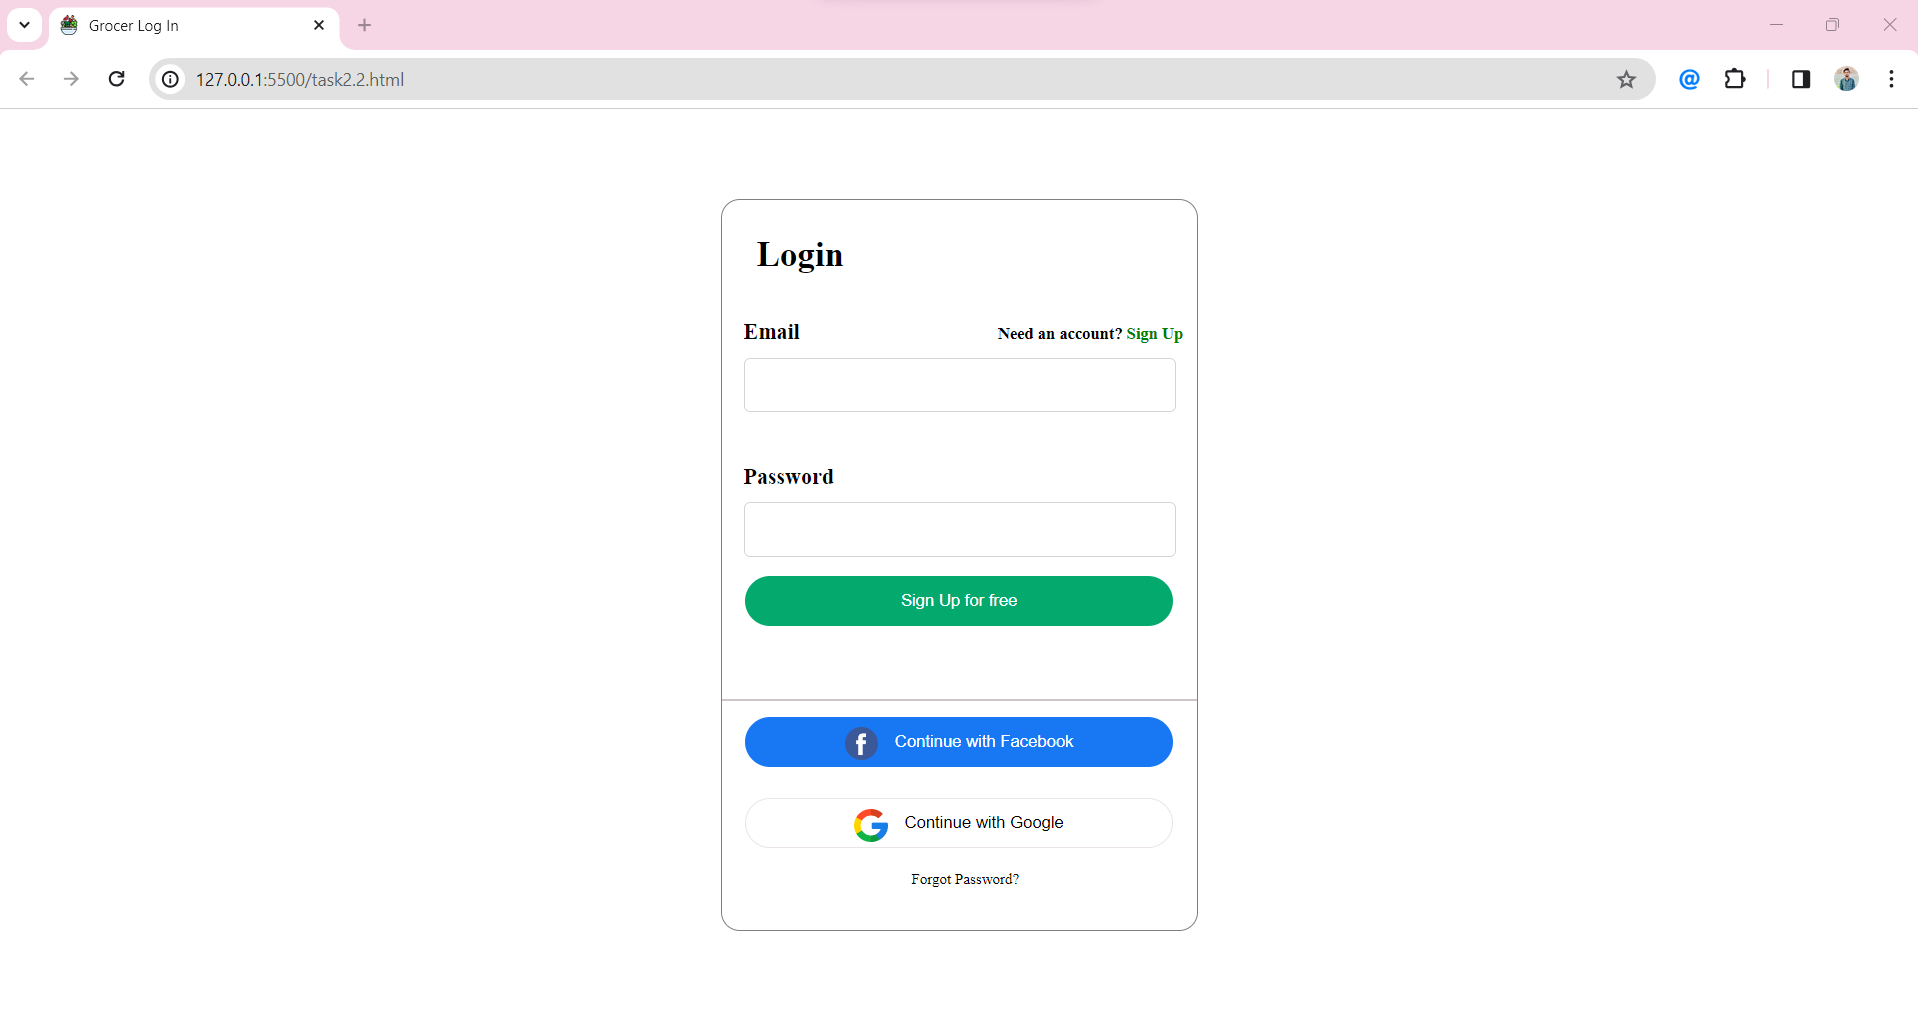 Grocer Log In
127.0.0.1:5500/task2.2.html
Login
Email Need an account? Sign Up
Password
Sign Up for free
Continue with Facebook
Continue with Google
Forgot Password?